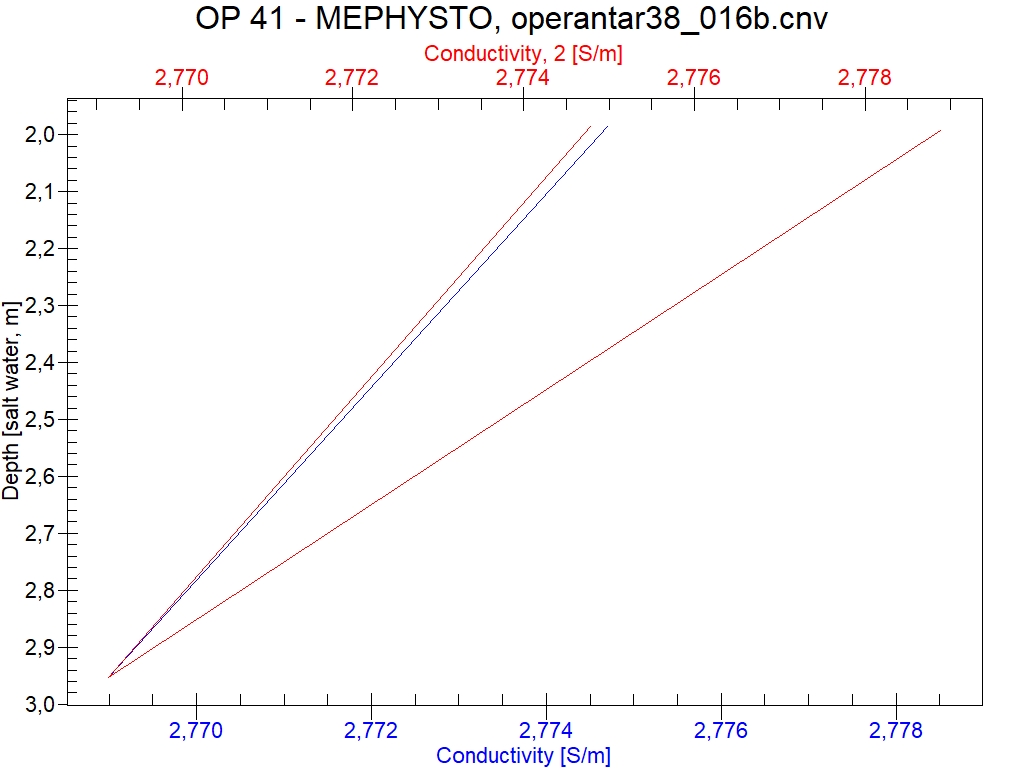 OP 41 - MEPHYSTO, operantar38_016b.cnv
Conductivity, 2 [S/m]
2,770 2,772 2,774 2,776 2,778
2,0
2,1
2,2
2,3
2,4
2,5
2,6
2,7
2,8
2,9
3,0
Depth [salt water, m]
2,770 2,772 2,774 2,776 2,778
Conductivity [S/m]